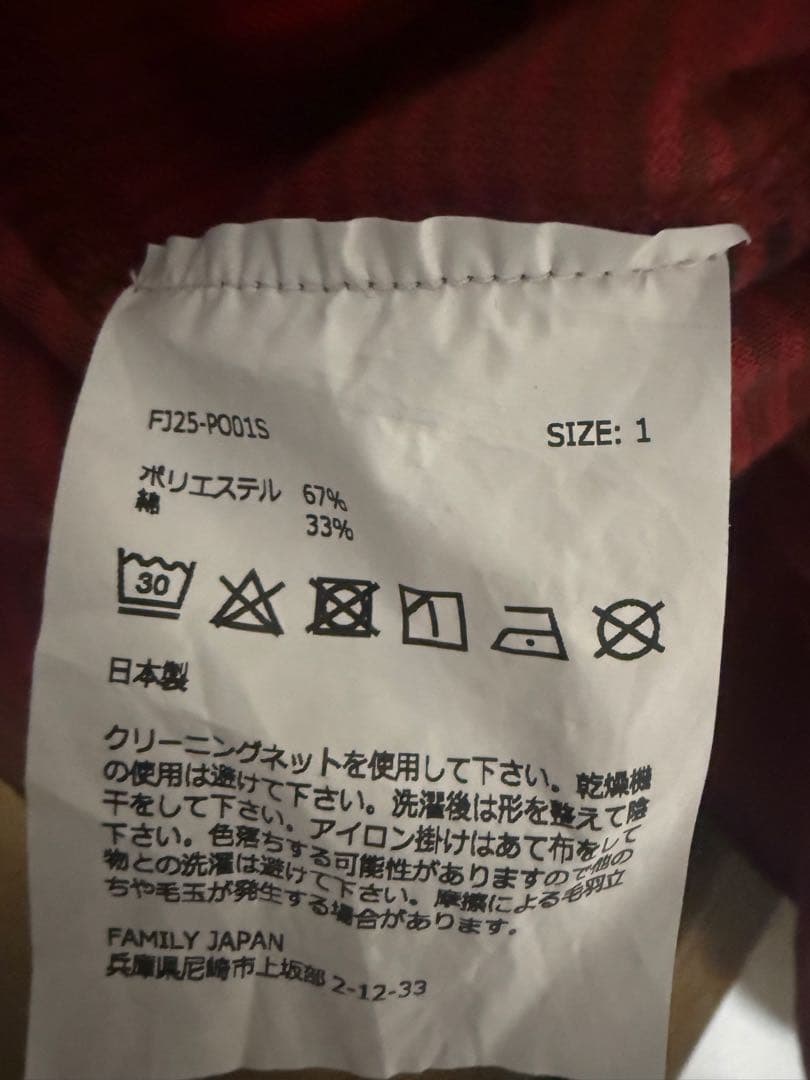 FJ25-PO01S
SIZE: 1
ポリエステル 67%
綿 33%
30
日本製
クリーニングネットを使用して下さい。乾燥機
の使用は避けて下さい。洗濯後は形を整えて陰
干をして下さい。アイロン掛けはあて布をして
下さい。色落ちする可能性がありますので他の
物との洗濯は避けて下さい。摩擦による毛羽立
ちや毛玉が発生する場合があります。
FAMILY JAPAN
兵庫県尼崎市上坂部 2-12-33